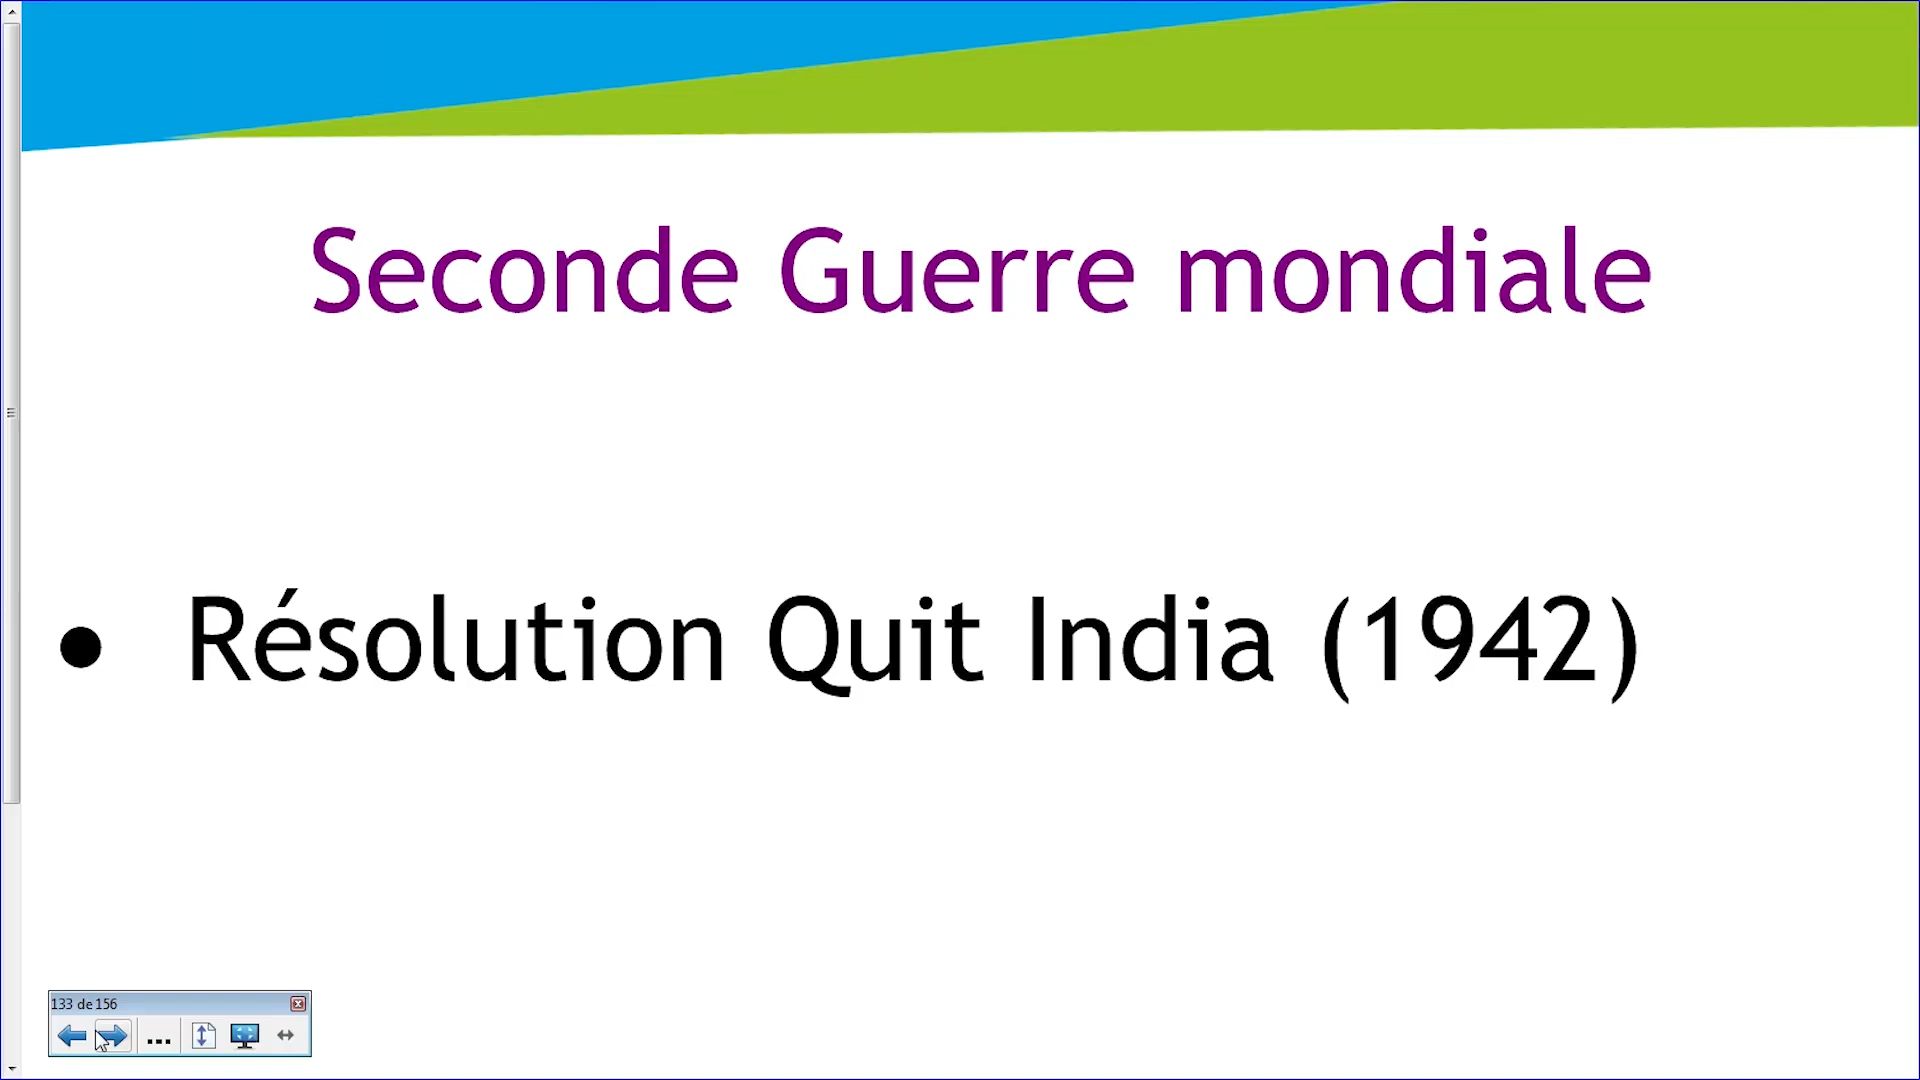 Seconde Guerre mondiale
• Résolution Quit India (1942)
133 de 156
...